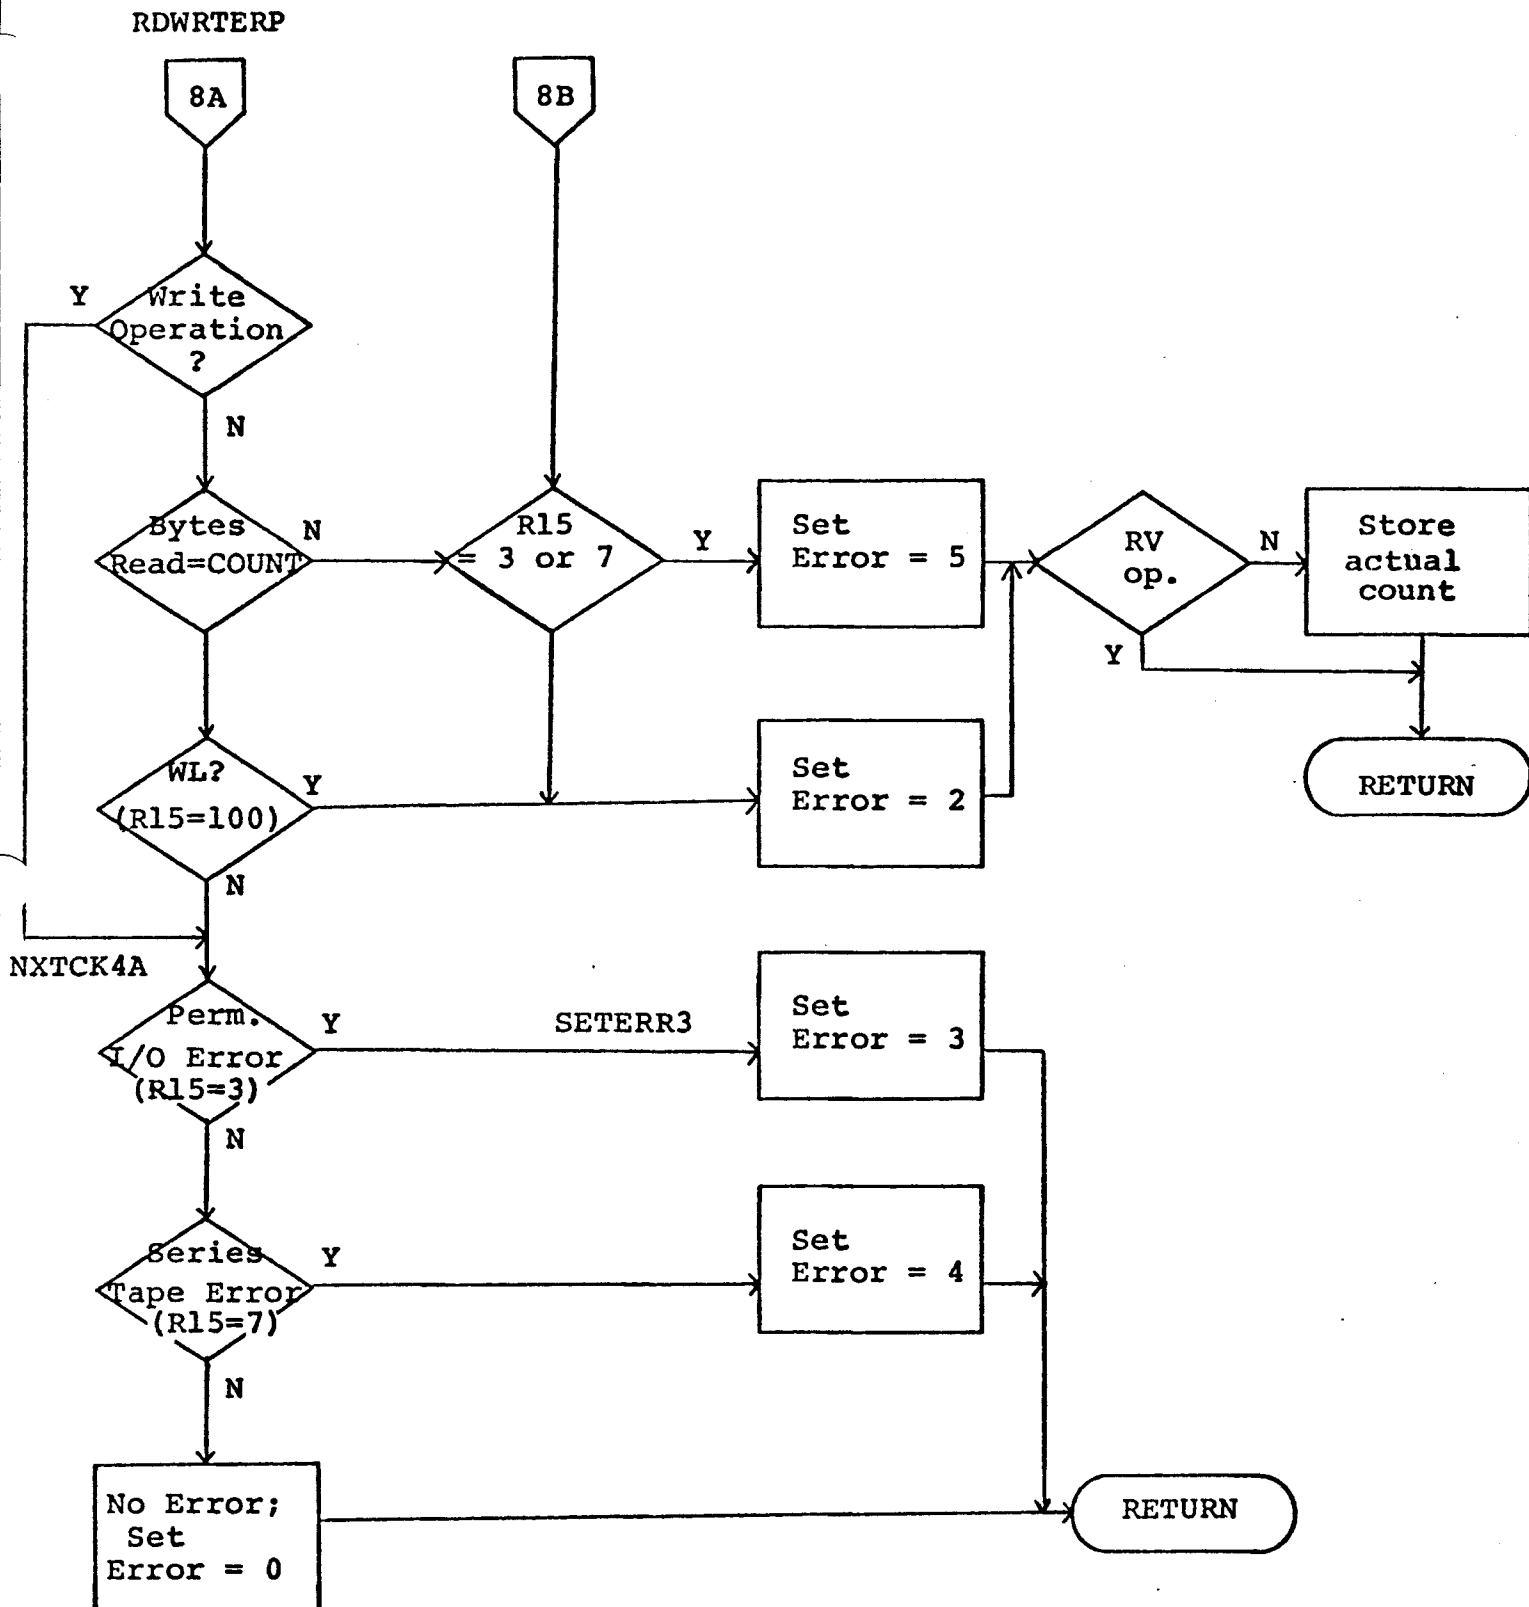 RDWRTERP
8A
8B
Y
Write
Operation
?
N
Bytes
Read=COUNT
N
R15
= 3 or 7
Y
Set
Error = 5
RV
op.
N
Y
Store
actual
count
RETURN
WL?
(R15=100)
Y
N
Set
Error = 2
NXTCK4A
Perm.
I/O Error
(R15=3)
Y
N
SETERR3
Set
Error = 3
Series
Tape Error
(R15=7)
Y
N
Set
Error = 4
No Error;
Set
Error = 0
RETURN